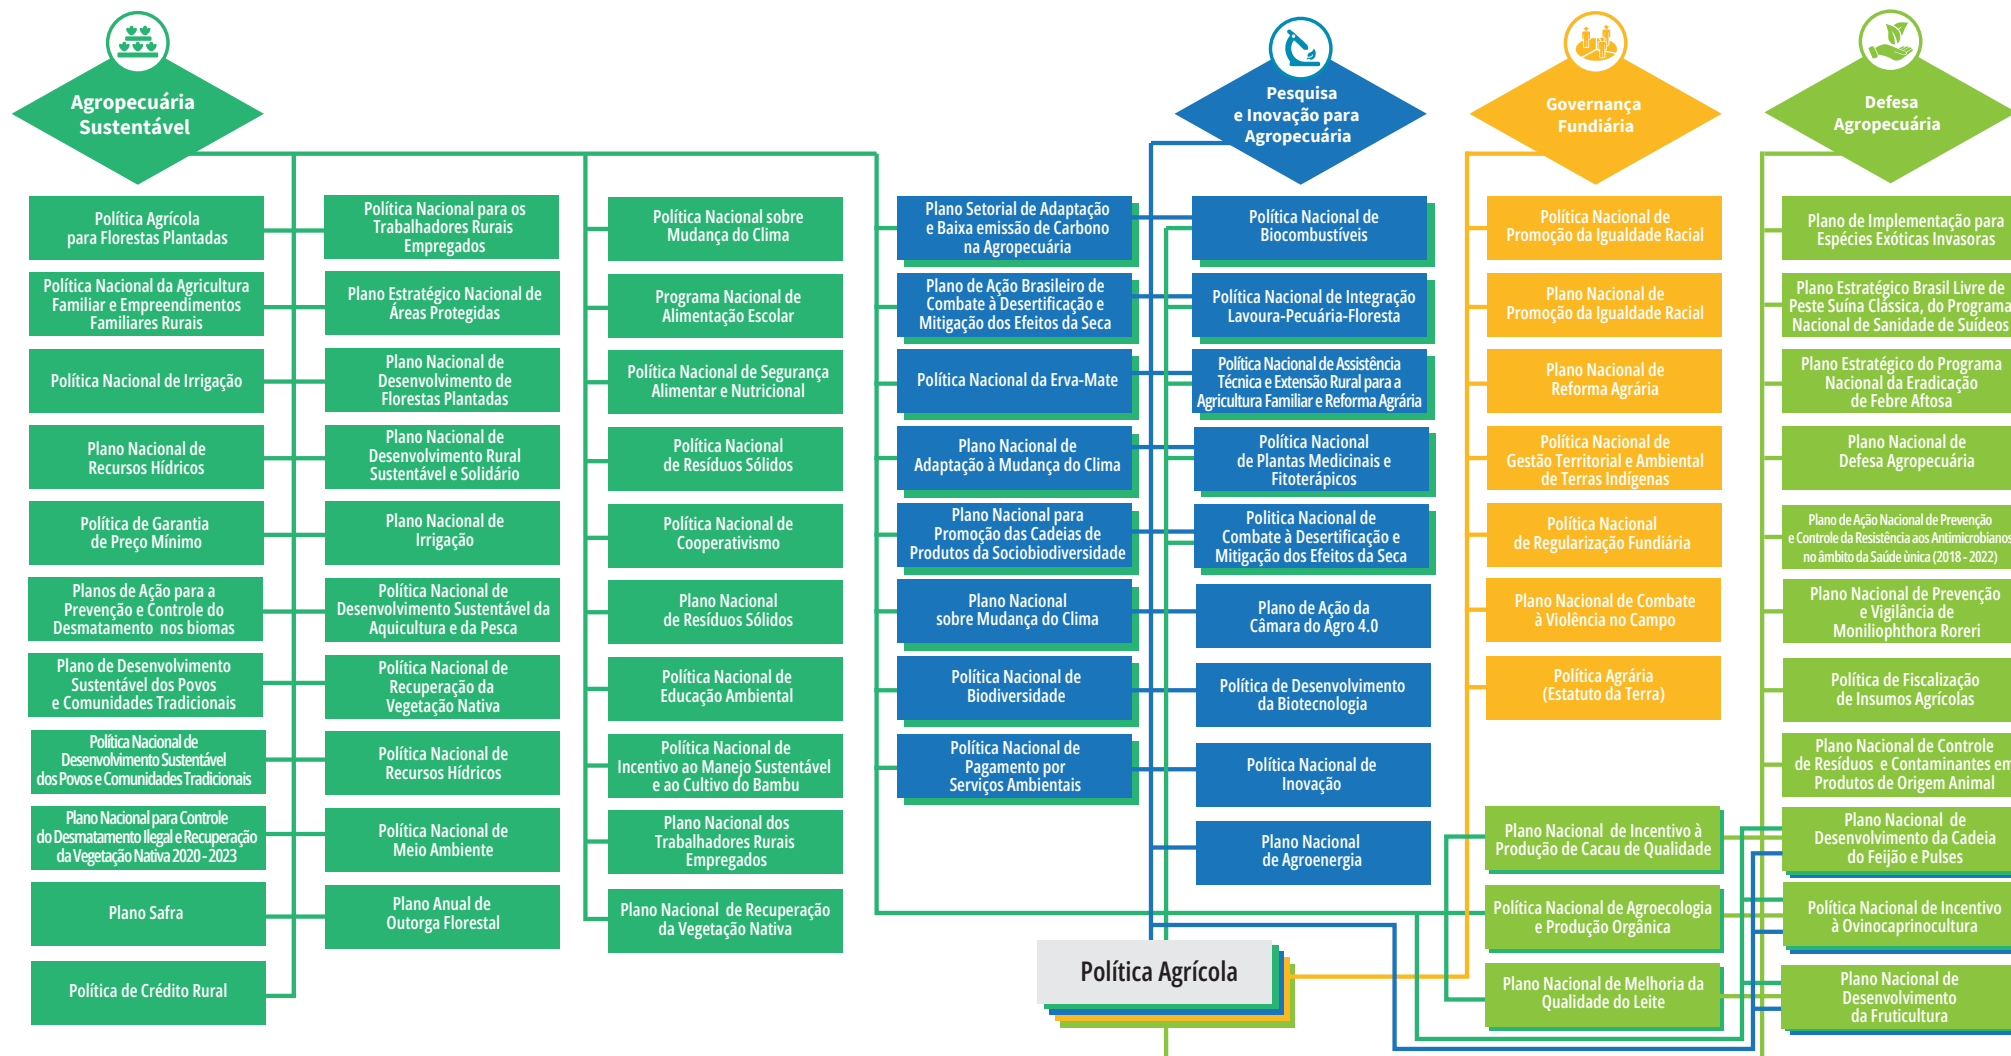 Agropecuária
Sustentável
Pesquisa
e Inovação para
Agropecuária
Governança
Fundiária
Defesa
Agropecuária
Política Agrícola
para Florestas Plantadas
Política Nacional da Agricultura
Familiar e Empreendimentos
Familiares Rurais
Política Nacional de Irrigação
Plano Nacional de
Recursos Hídricos
Política de Garantia
de Preço Mínimo
Planos de Ação para a
Prevenção e Controle do
Desmatamento nos biomas
Plano de Desenvolvimento
Sustentável dos Povos
e Comunidades Tradicionais
Política Nacional de
Desenvolvimento Sustentável
dos Povos e Comunidades Tradicionais
Plano Nacional para Controle
do Desmatamento Ilegal e Recuperação
da Vegetação Nativa 2020 - 2023
Plano Safra
Política de Crédito Rural
Política Nacional para os
Trabalhadores Rurais
Empregados
Plano Estratégico Nacional de
Áreas Protegidas
Plano Nacional de
Desenvolvimento de
Florestas Plantadas
Plano Nacional de
Desenvolvimento Rural
Sustentável e Solidário
Plano Nacional de
Irrigação
Política Nacional de
Desenvolvimento Sustentável da
Aquicultura e da Pesca
Política Nacional de
Recuperação da
Vegetação Nativa
Política Nacional de
Recursos Hídricos
Política Nacional de
Meio Ambiente
Plano Anual de
Outorga Florestal
Política Nacional sobre
Mudança do Clima
Programa Nacional de
Alimentação Escolar
Política Nacional de Segurança
Alimentar e Nutricional
Política Nacional
de Resíduos Sólidos
Política Nacional de
Cooperativismo
Plano Nacional
de Resíduos Sólidos
Política Nacional de
Educação Ambiental
Política Nacional de
Incentivo ao Manejo Sustentável
e ao Cultivo do Bambu
Plano Nacional dos
Trabalhadores Rurais
Empregados
Plano Nacional de Recuperação
da Vegetação Nativa
Plano Setorial de Adaptação
e Baixa emissão de Carbono
na Agropecuária
Plano de Ação Brasileiro de
Combate à Desertificação e
Mitigação dos Efeitos da Seca
Política Nacional da Erva-Mate
Plano Nacional de
Adaptação à Mudança do Clima
Plano Nacional para
Promoção das Cadeias de
Produtos da Sociobiodiversidade
Plano Nacional
sobre Mudança do Clima
Política Nacional de
Biodiversidade
Política Nacional de
Pagamento por
Serviços Ambientais
Política Nacional de
Biocombustíveis
Política Nacional de Integração
Lavoura-Pecuária-Floresta
Política Nacional de Assistência
Técnica e Extensão Rural para a
Agricultura Familiar e Reforma Agrária
Política Nacional
de Plantas Medicinais e
Fitoterápicos
Politica Nacional de
Combate à Desertificação e
Mitigação dos Efeitos da Seca
Plano de Ação da
Câmara do Agro 4.0
Política de Desenvolvimento
da Biotecnologia
Política Nacional de
Inovação
Plano Nacional
de Agroenergia
Política Nacional de
Promoção da Igualdade Racial
Plano Nacional de
Promoção da Igualdade Racial
Plano Nacional de
Reforma Agrária
Política Nacional de
Gestão Territorial e Ambiental
de Terras Indígenas
Política Nacional
de Regularização Fundiária
Plano Nacional de Combate
à Violência no Campo
Política Agrária
(Estatuto da Terra)
Plano Nacional de Incentivo à
Produção de Cacau de Qualidade
Política Nacional de Agroecologia
e Produção Orgânica
Plano Nacional de Melhoria da
Qualidade do Leite
Plano de Implementação para
Espécies Exóticas Invasoras
Plano Estratégico Brasil Livre de
Peste Suína Clássica, do Programa
Nacional de Sanidade de Suídeos
Plano Estratégico do Programa
Nacional da Eradicação
de Febre Aftosa
Plano Nacional de
Defesa Agropecuária
Plano de Ação Nacional de Prevenção
e Controle da Resistência aos Antimicrobianos
no âmbito da Saúde ùnica (2018 - 2022)
Plano Nacional de Prevenção
e Vigilância de
Moniliophthora Roreri
Política de Fiscalização
de Insumos Agrícolas
Plano Nacional de Controle
de Resíduos e Contaminantes em
Produtos de Origem Animal
Plano Nacional de
Desenvolvimento da Cadeia
do Feijão e Pulses
Política Nacional de Incentivo
à Ovinocaprinocultura
Plano Nacional de
Desenvolvimento
da Fruticultura
Política Agrícola